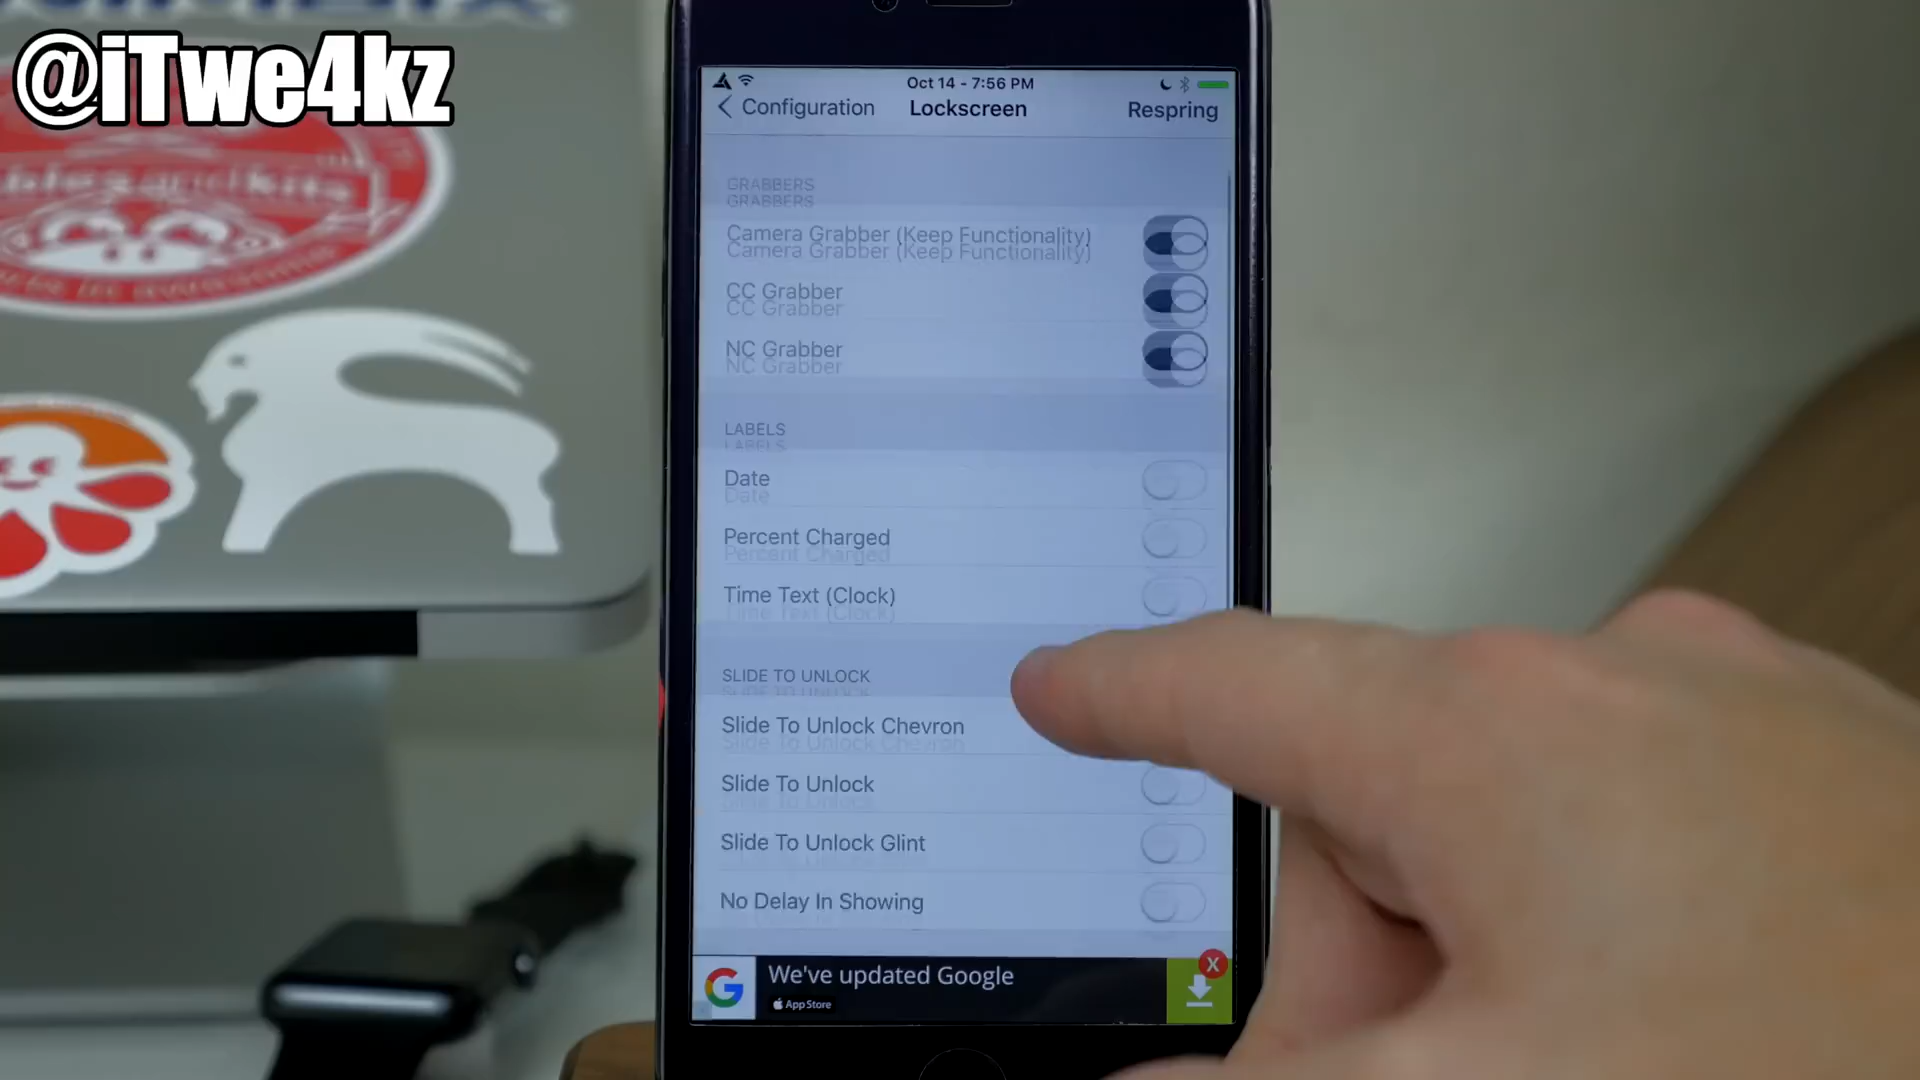 @iTwe4kz
Oct 14 - 7:56 PM
Configuration
Lockscreen
Respring
GRABBERS
Camera Grabber (Keep Functionality)
CC Grabber
NC Grabber
LABELS
Date
Percent Charged
Time Text (Clock)
SLIDE TO UNLOCK
Slide To Unlock Chevron
Slide To Unlock
Slide To Unlock Glint
No Delay In Showing
We've updated Google
App Store
X